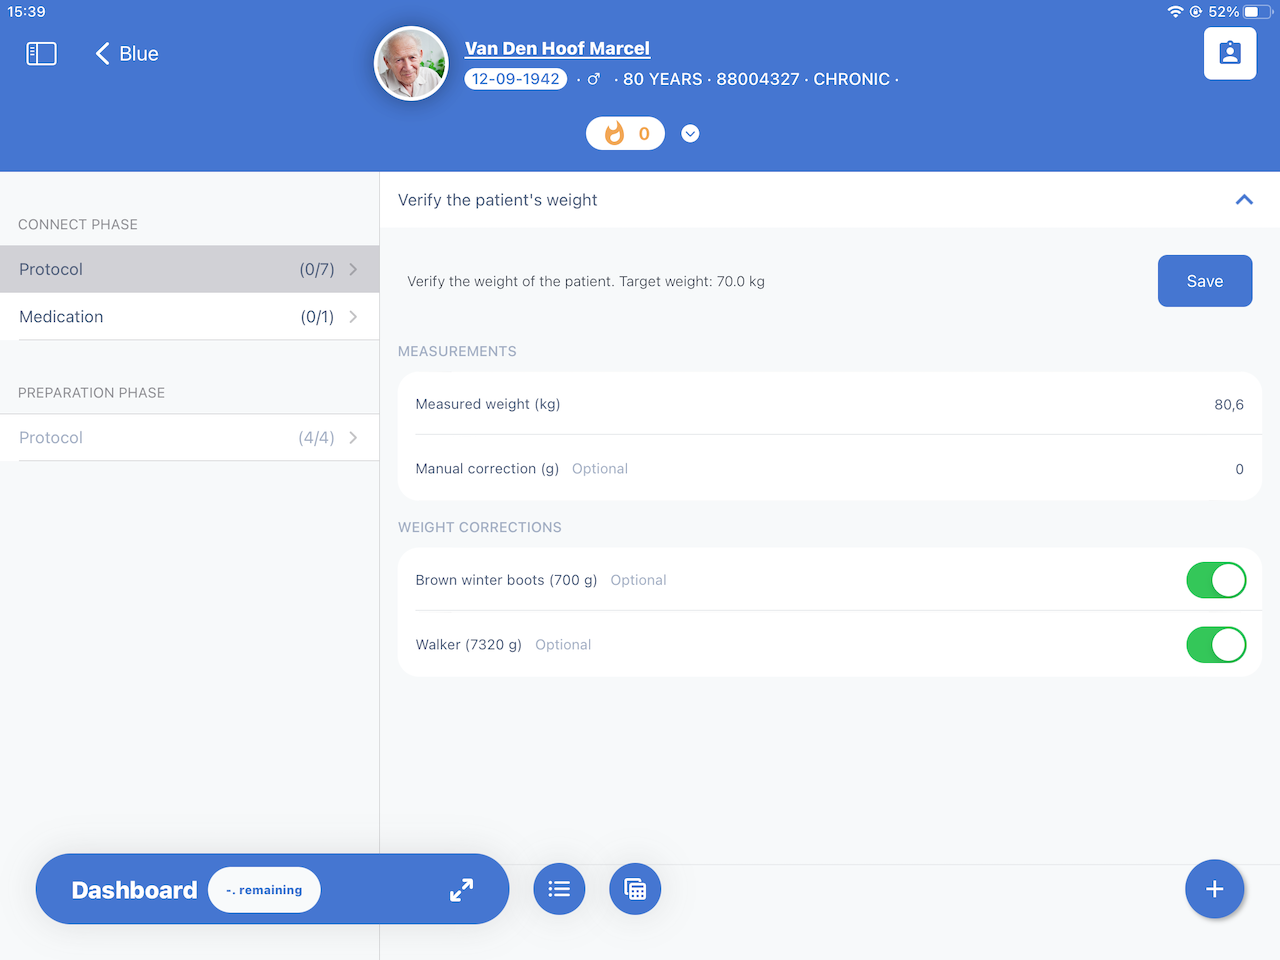 15:39
52%
Blue
Van Den Hoof Marcel
12-09-1942 · ♂ · 80 YEARS · 88004327 · CHRONIC ·
0
CONNECT PHASE
Protocol (0/7)
Medication (0/1)
PREPARATION PHASE
Protocol (4/4)
Verify the patient's weight
Verify the weight of the patient. Target weight: 70.0 kg
Save
MEASUREMENTS
Measured weight (kg) 80,6
Manual correction (g) Optional 0
WEIGHT CORRECTIONS
Brown winter boots (700 g) Optional
Walker (7320 g) Optional
Dashboard -. remaining